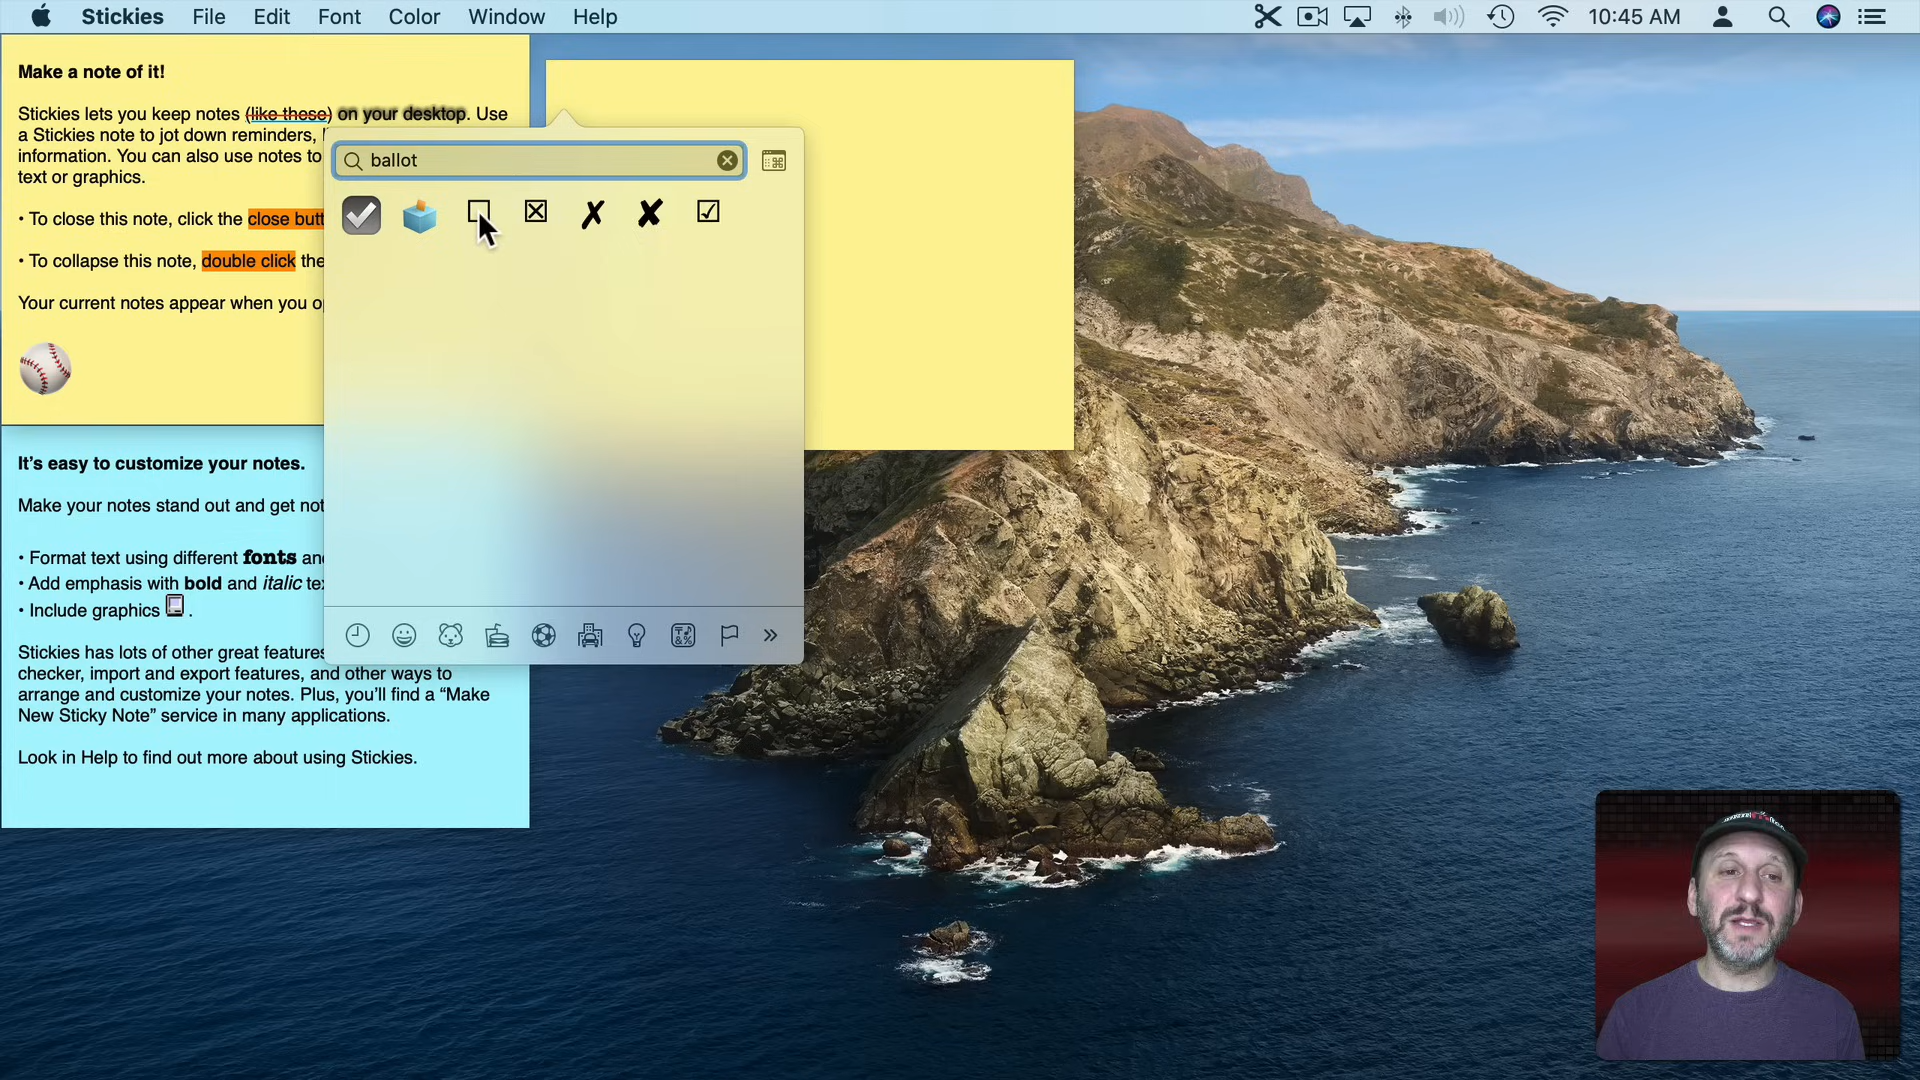 Stickies File Edit Font Color Window Help 10:45 AM
Make a note of it!
Stickies lets you keep notes (like these) on your desktop. Use
a Stickies note to jot down reminders,
information. You can also use notes to
text or graphics.
• To close this note, click the close butt
• To collapse this note, double click the
Your current notes appear when you o
ballot
It’s easy to customize your notes.
Make your notes stand out and get not
• Format text using different fonts an
• Add emphasis with bold and italic te
• Include graphics .
Stickies has lots of other great features
checker, import and export features, and other ways to
arrange and customize your notes. Plus, you’ll find a “Make
New Sticky Note” service in many applications.
Look in Help to find out more about using Stickies.